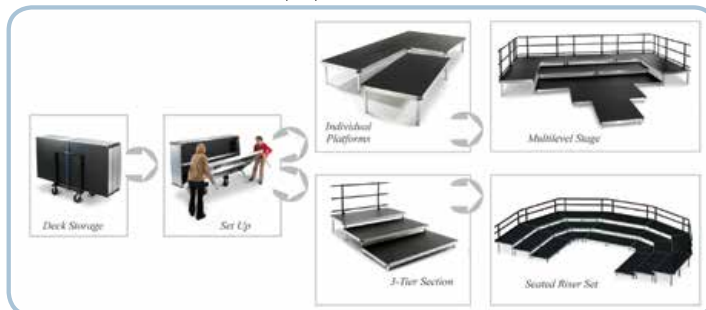 Individual
Platforms
Multilevel Stage
Deck Storage
Set Up
3-Tier Section
Seated Riser Set